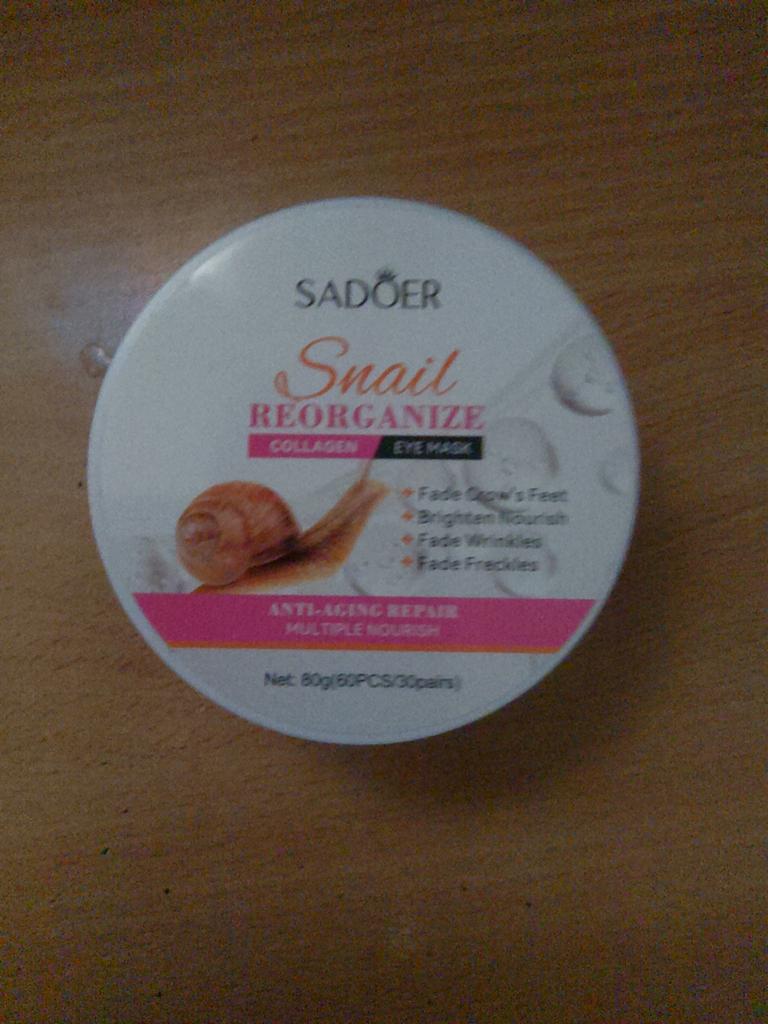 SADOER
Snail
REORGANIZE
COLLAGEN EYE MASK
Fade Crow's Feet
Brighten Nourish
Fade Wrinkles
Fade Freckles
ANTI-AGING REPAIR
MULTIPLE NOURISH
Net: 80g(60PCS/30pairs)